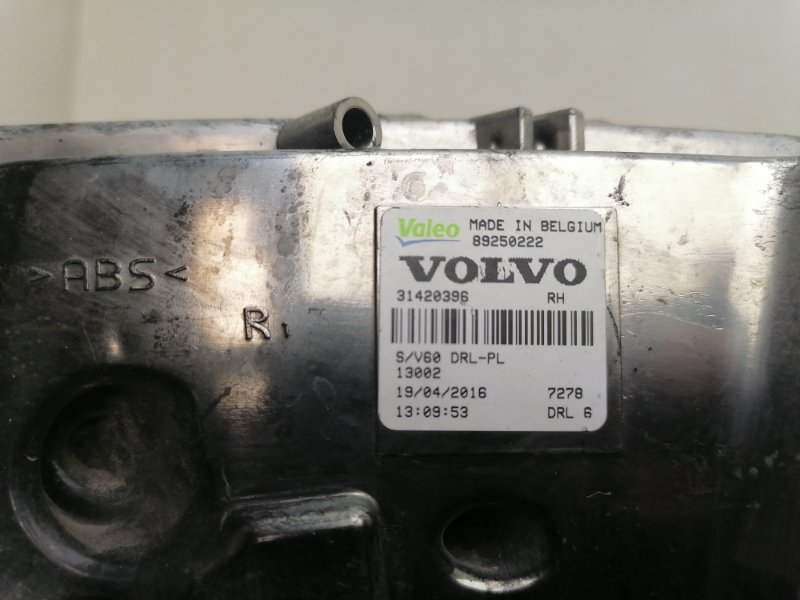 Valeo MADE IN BELGIUM
89250222
VOLVO
31420396 RH
S/V60 DRL-PL
13002
19/04/2016 7278
13:09:53 DRL 6
>ABS<
R